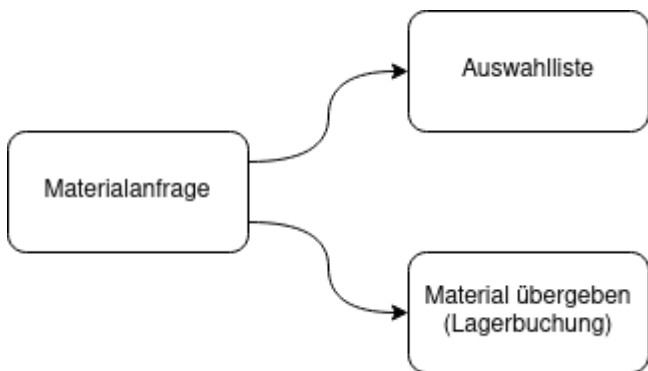 Auswahlliste
Materialanfrage
Material übergeben
(Lagerbuchung)